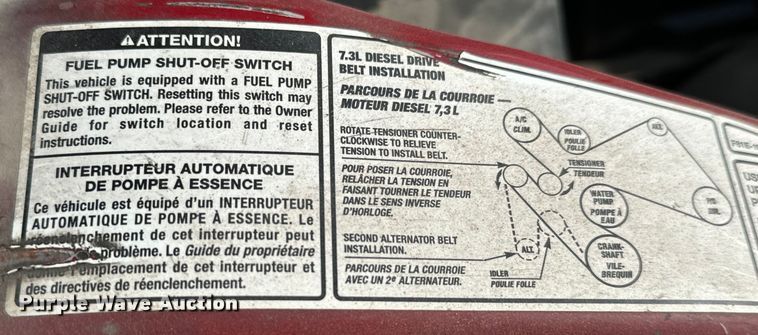 ATTENTION!
FUEL PUMP SHUT-OFF SWITCH
This vehicle is equipped with a FUEL PUMP
SHUT-OFF SWITCH. Resetting this switch may
resolve the problem. Please refer to the Owner
Guide for switch location and reset
instructions.
INTERRUPTEUR AUTOMATIQUE
DE POMPE À ESSENCE
Ce véhicule est équipé d'un INTERRUPTEUR
AUTOMATIQUE DE POMPE À ESSENCE. Le
réenclenchement de cet interrupteur peut
problème. Le Guide du propriétaire
l'emplacement de cet interrupteur et
des directives de réenclenchement.
7.3L DIESEL DRIVE
BELT INSTALLATION
PARCOURS DE LA COURROIE —
MOTEUR DIESEL 7,3 L
ROTATE TENSIONER COUNTER-
CLOCKWISE TO RELIEVE
TENSION TO INSTALL BELT.
POUR POSER LA COURROIE,
RELÂCHER LA TENSION EN
FAISANT TOURNER LE TENDEUR
DANS LE SENS INVERSE
D'HORLOGE.
SECOND ALTERNATOR BELT
INSTALLATION.
PARCOURS DE LA COURROIE
AVEC UN 2º ALTERNATEUR.
A/C
CLIM.
IDLER
POULIE
FOLLE
ALT.
TENSIONER
TENDEUR
WATER
PUMP
POMPE À
EAU
CRANK-
SHAFT
VILE-
BREQUIN
ALT.
IDLER
POULIE FOLLE
Purple Wave Auction